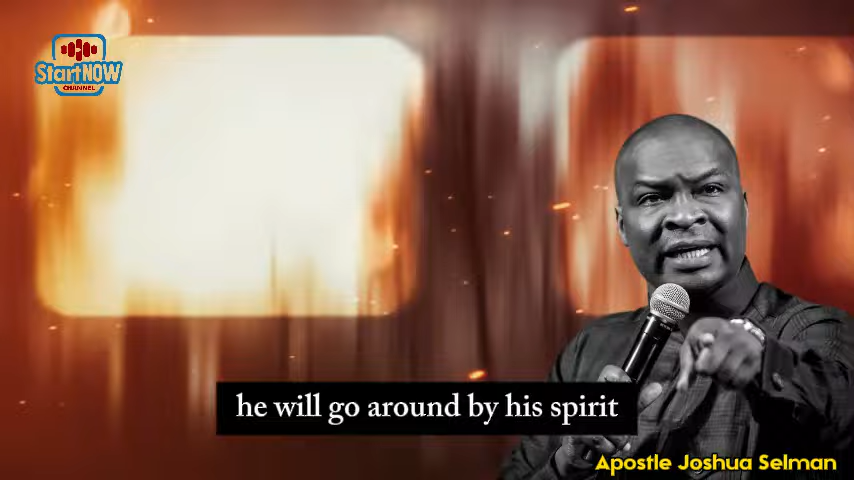 StartNOW
CHANNEL
he will go around by his spirit
Apostle Joshua Selman